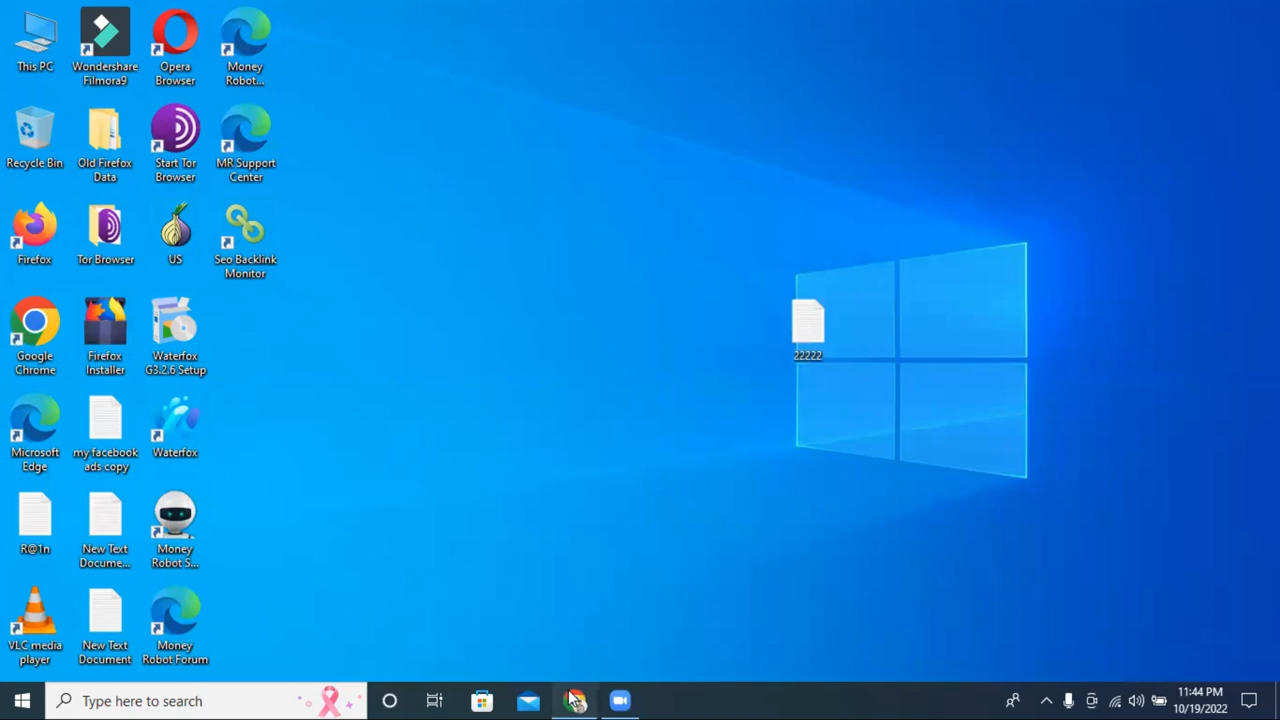 This PC
Wondershare
Filmora9
Opera
Browser
Money
Robot...
Recycle Bin
Old Firefox
Data
Start Tor
Browser
MR Support
Center
Firefox
Tor Browser
US
Seo Backlink
Monitor
Google
Chrome
Firefox
Installer
Waterfox
G3.2.6 Setup
22222
Microsoft
Edge
my facebook
ads copy
Waterfox
R@1n
New Text
Docume...
Money
Robot S...
VLC media
player
New Text
Document
Money
Robot Forum
Type here to search
11:44 PM
10/19/2022